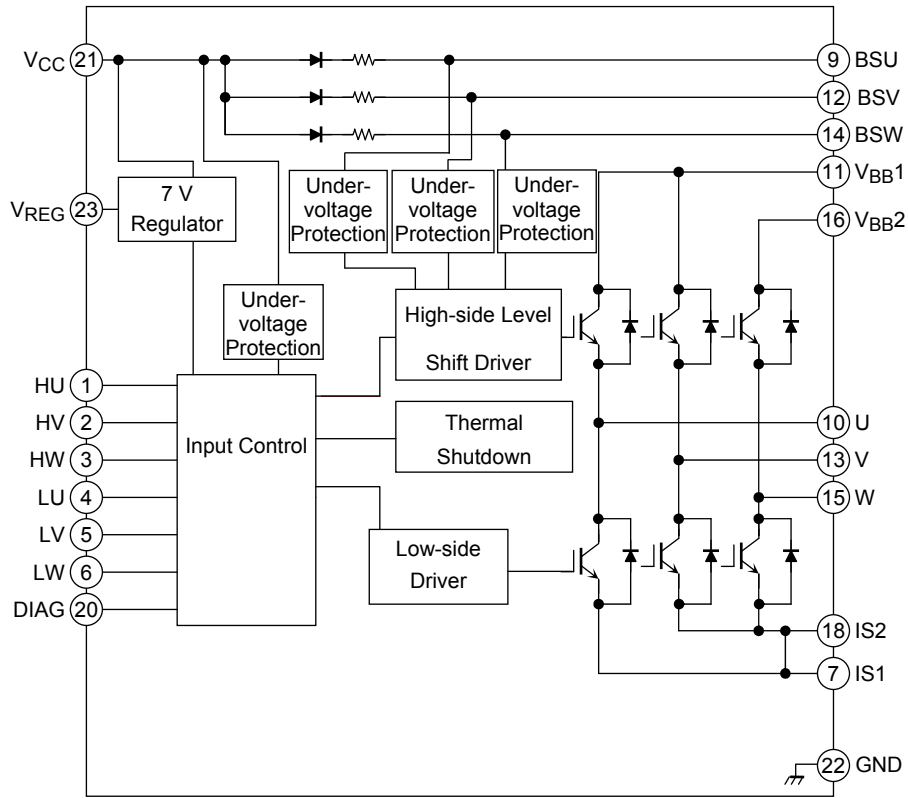 VCC 21
9 BSU
12 BSV
14 BSW
11 VBB1
16 VBB2
VREG 23
7 V
Regulator
Under-
voltage
Protection
Under-
voltage
Protection
Under-
voltage
Protection
Under-
voltage
Protection
High-side Level
Shift Driver
HU 1
HV 2
HW 3
LU 4
LV 5
LW 6
DIAG 20
Input Control
Thermal
Shutdown
Low-side
Driver
10 U
13 V
15 W
18 IS2
7 IS1
22 GND